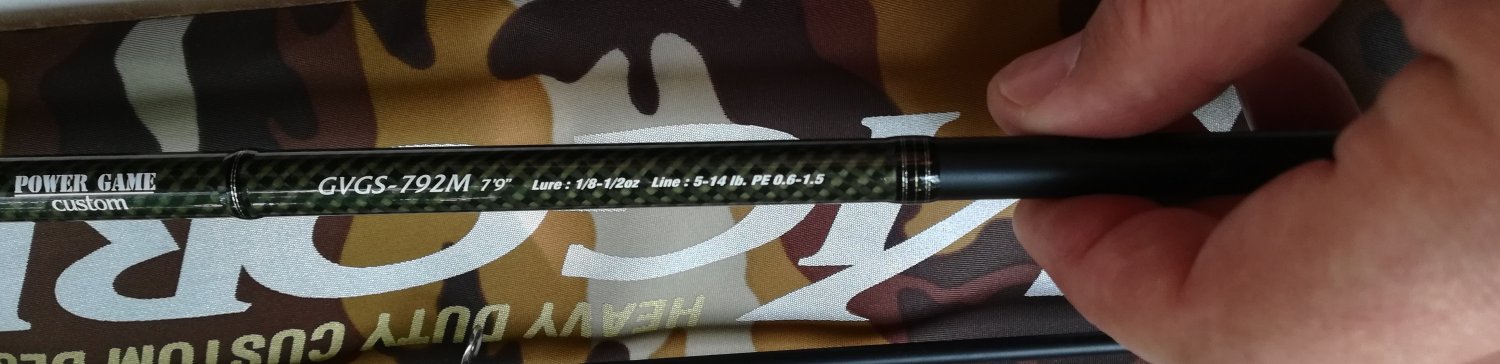 POWER GAME
custom
GVGS-792M 7'9" Lure : 1/8-1/2oz Line : 5-14 lb. PE 0.6-1.5
HEAVY DUTY CUSTOM